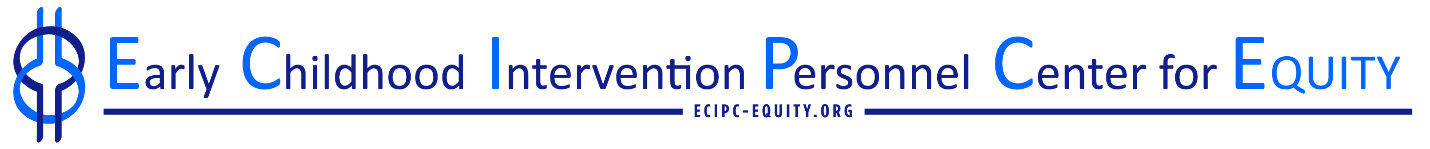 Early Childhood Intervention Personnel Center for EQUITY
ECIPC-EQUITY.ORG